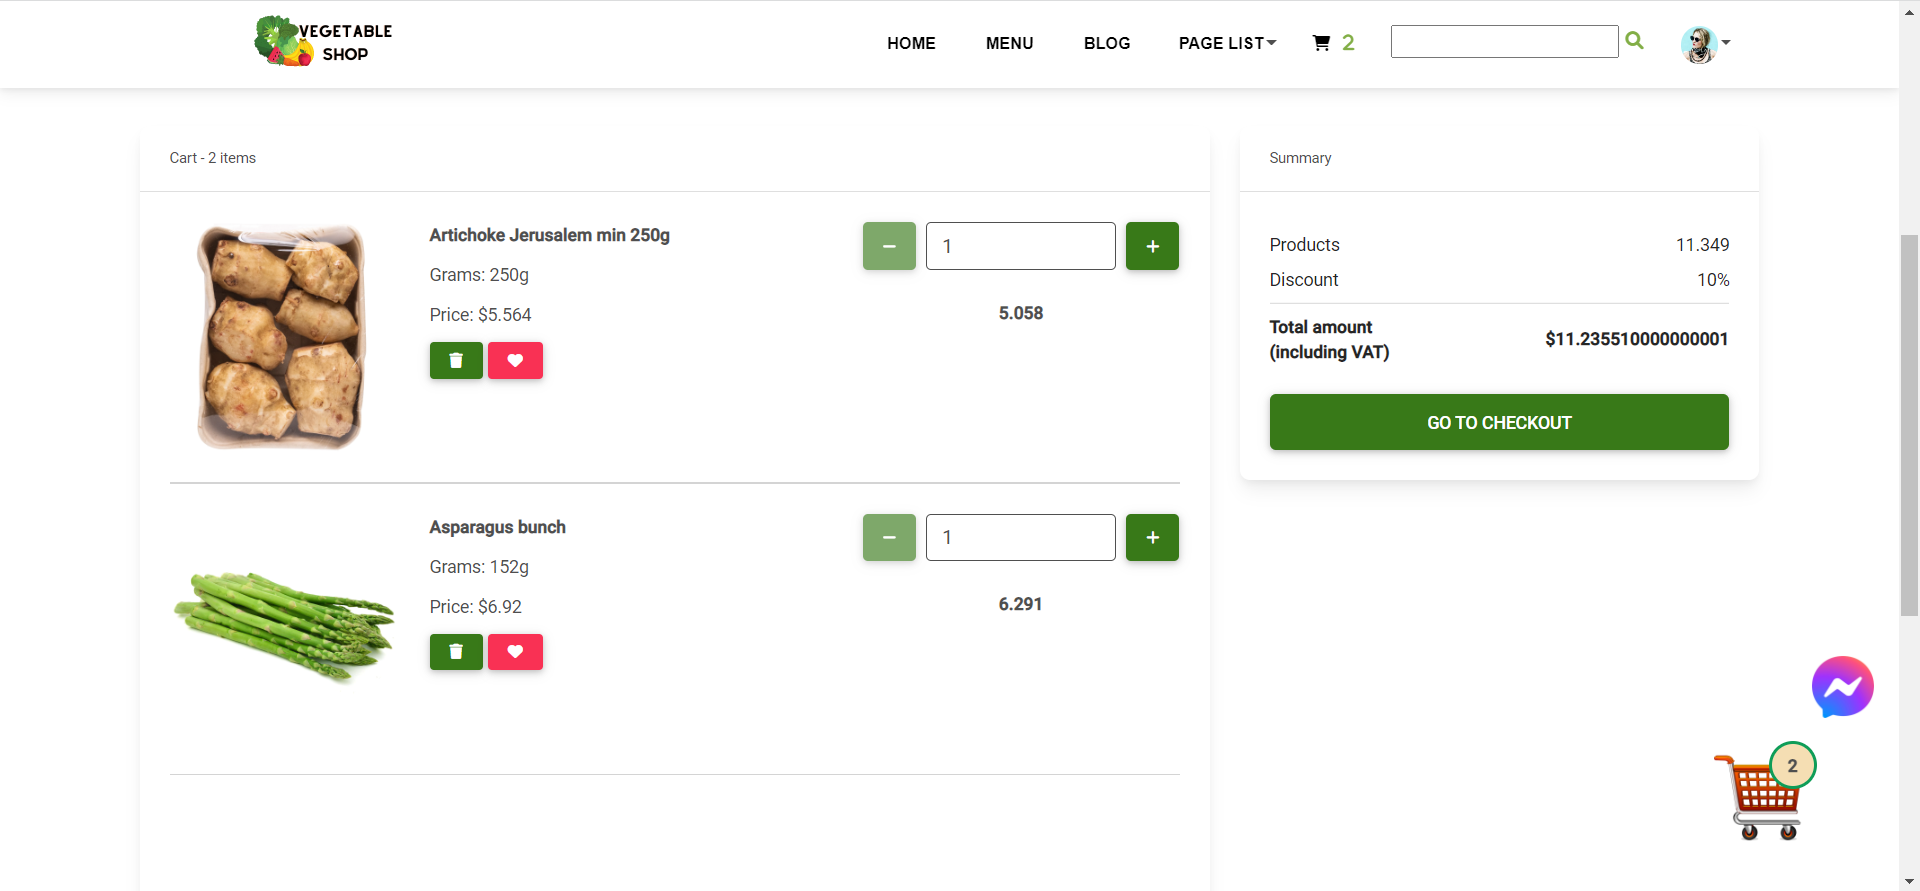 VEGETABLE
SHOP
HOME
MENU
BLOG
PAGE LIST
2
Cart - 2 items
Artichoke Jerusalem min 250g
Grams: 250g
Price: $5.564
1
5.058
Asparagus bunch
Grams: 152g
Price: $6.92
1
6.291
Summary
Products 11.349
Discount 10%
Total amount
(including VAT) $11.235510000000001
GO TO CHECKOUT
2